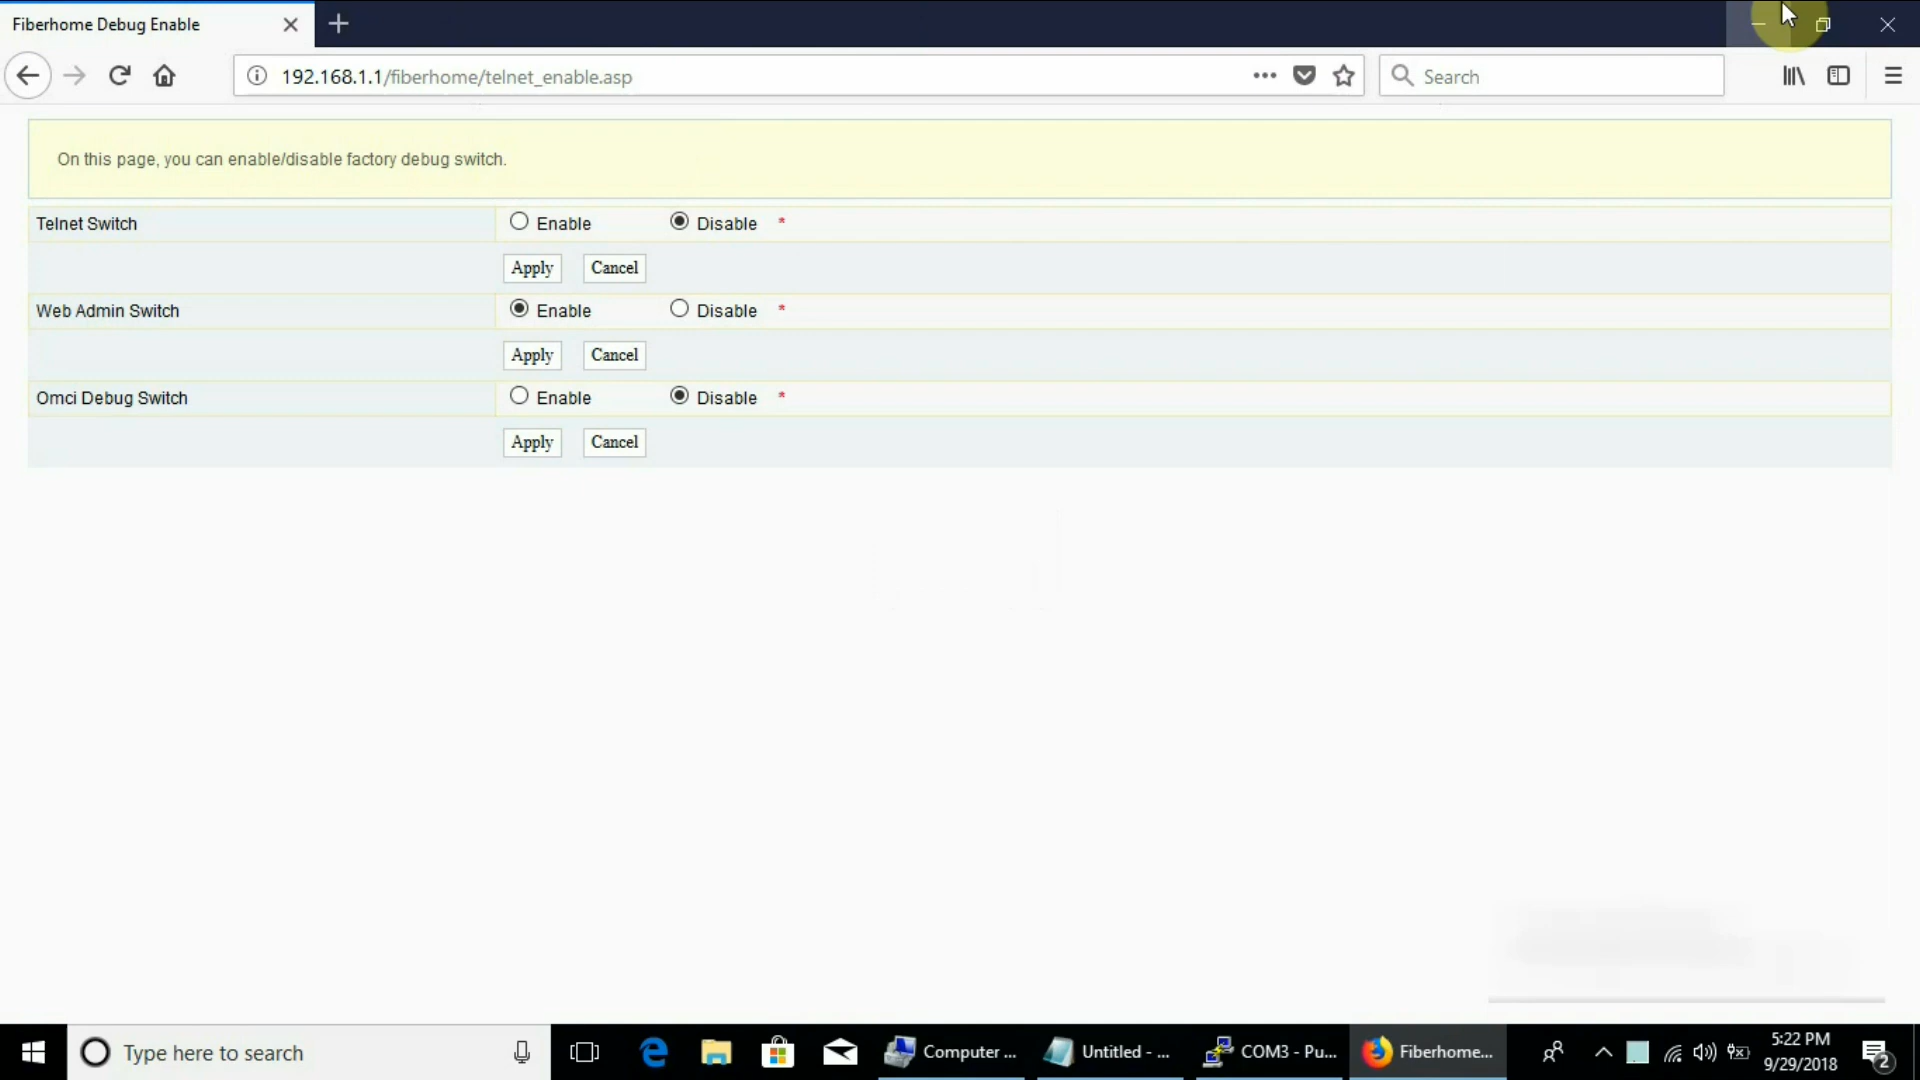 Fiberhome Debug Enable
192.168.1.1/fiberhome/telnet_enable.asp
Search
On this page, you can enable/disable factory debug switch.
Telnet Switch Enable Disable *
Apply Cancel
Web Admin Switch Enable Disable *
Apply Cancel
Omci Debug Switch Enable Disable *
Apply Cancel
Type here to search
Computer ...
Untitled - ...
COM3 - Pu...
Fiberhome...
5:22 PM
9/29/2018
2